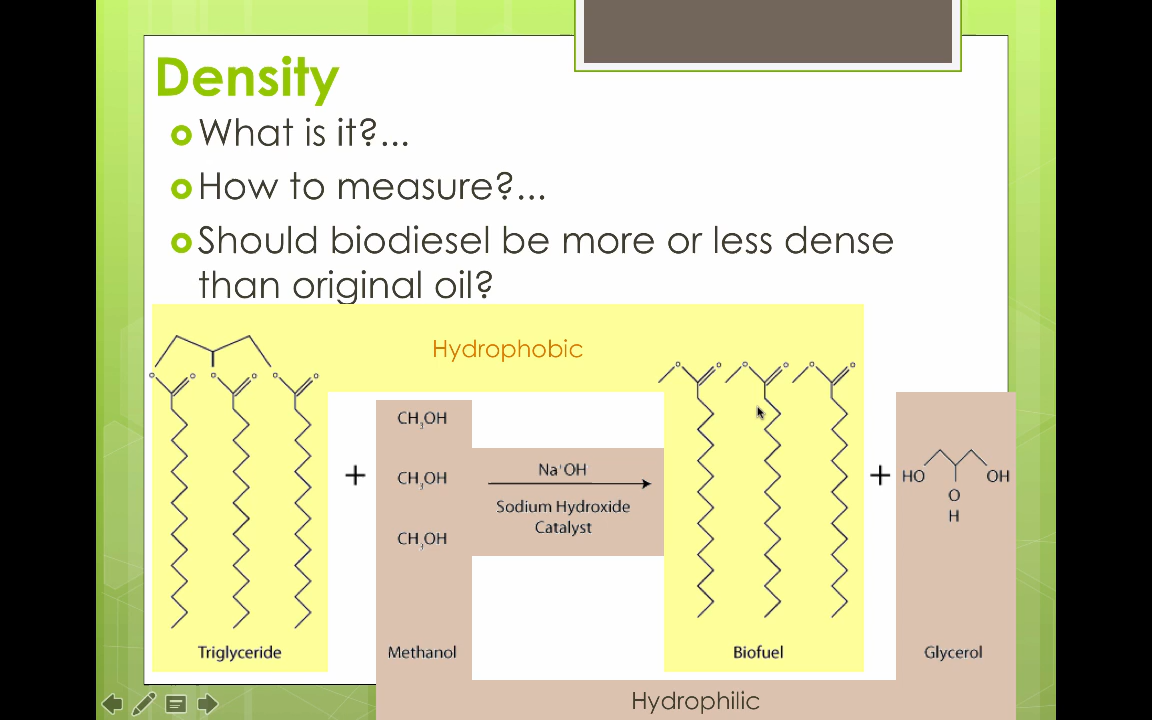 Density
What is it?...
How to measure?...
Should biodiesel be more or less dense
than original oil?
Hydrophobic
O O O O O O
O O O O O O
CH3OH
CH3OH
CH3OH
+
Na+OH
Sodium Hydroxide
Catalyst
+
HO OH
O
H
Triglyceride
Methanol
Biofuel
Glycerol
Hydrophilic